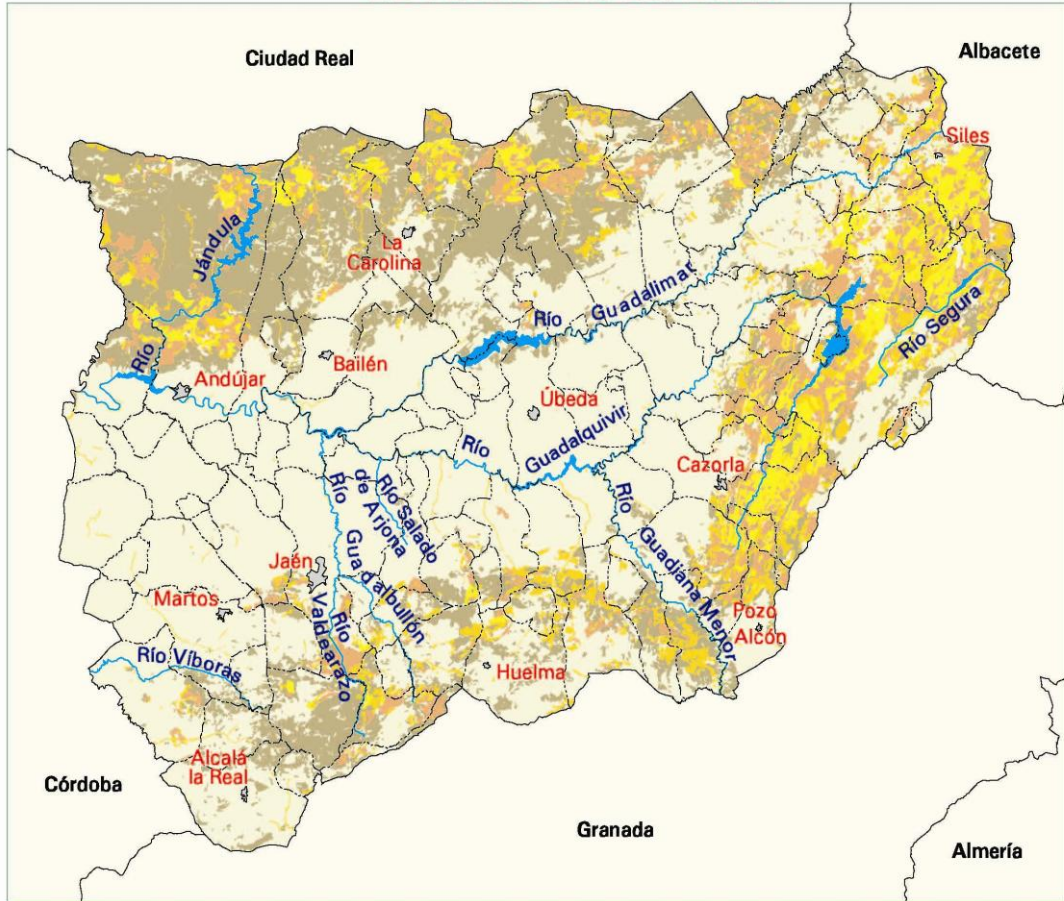 Ciudad Real
Albacete
Siles
Río Jándula
La
Carolina
Río Guadalimar
Río Segura
Bailén
Andújar
Úbeda
Río Guadalquivir
Cazorla
Río Salado
de Arjona
Río Guadalbullón
Río Guadiana Menor
Jaén
Martos
Río
Valdearazo
Pozo
Alcón
Río Víboras
Huelma
Alcalá
la Real
Córdoba
Granada
Almería